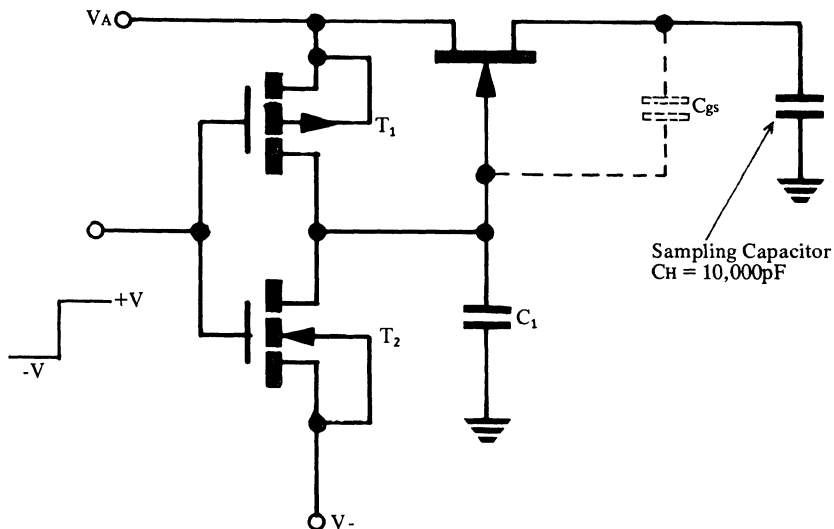 VA
T1
Cgs
Sampling Capacitor
CH = 10,000pF
+V
-V
T2
C1
V-